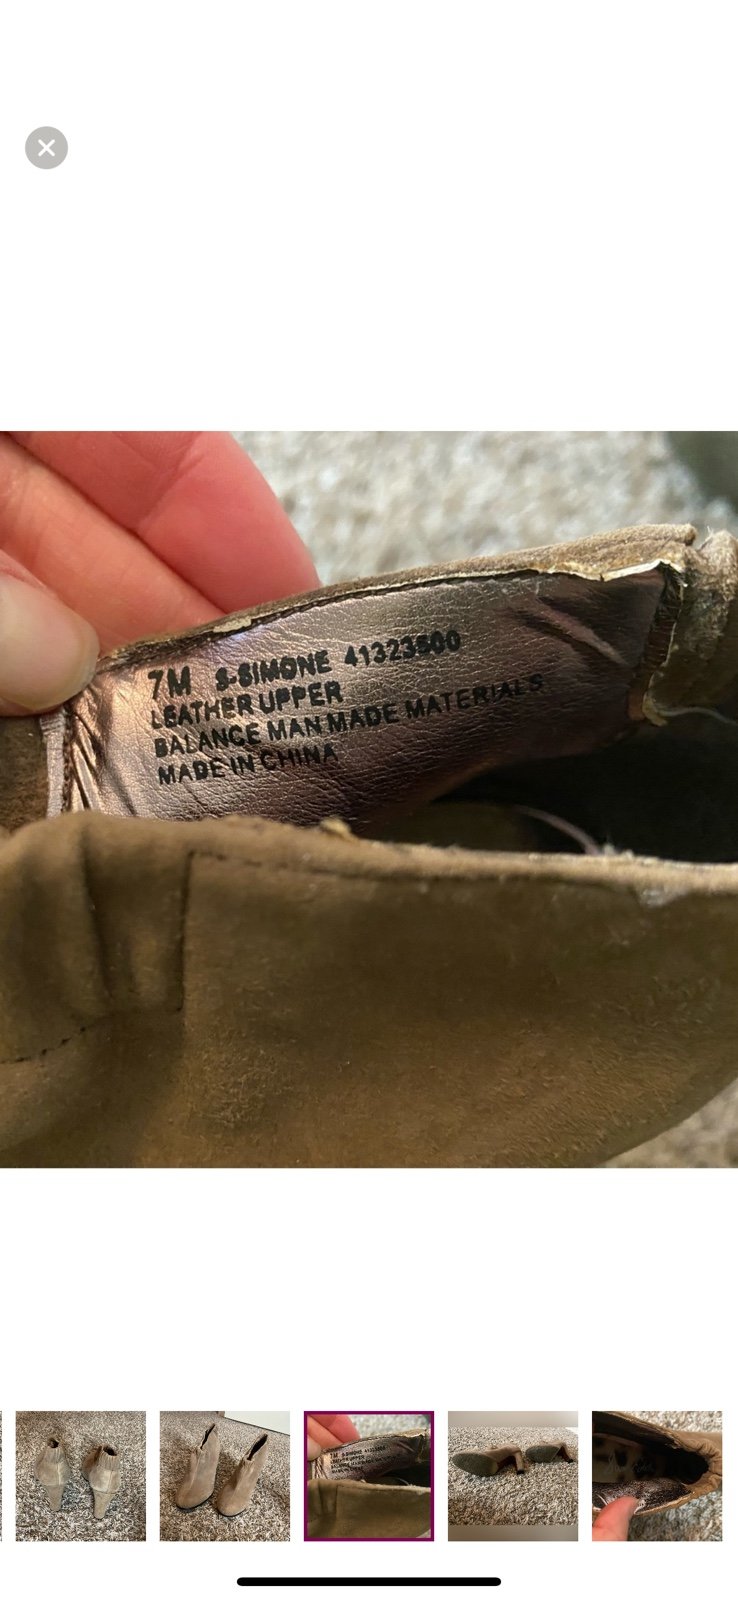 7M S-SIMONE 41323500
LEATHER UPPER
BALANCE MAN MADE MATERIALS
MADE IN CHINA